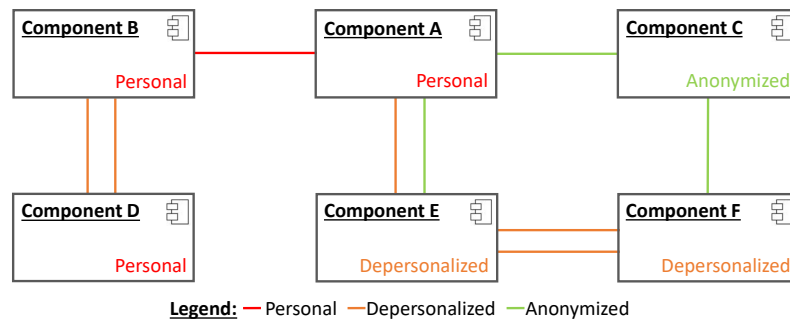 Component B
Personal
Component A
Personal
Component C
Anonymized
Component D
Personal
Component E
Depersonalized
Component F
Depersonalized
Legend: Personal Depersonalized Anonymized